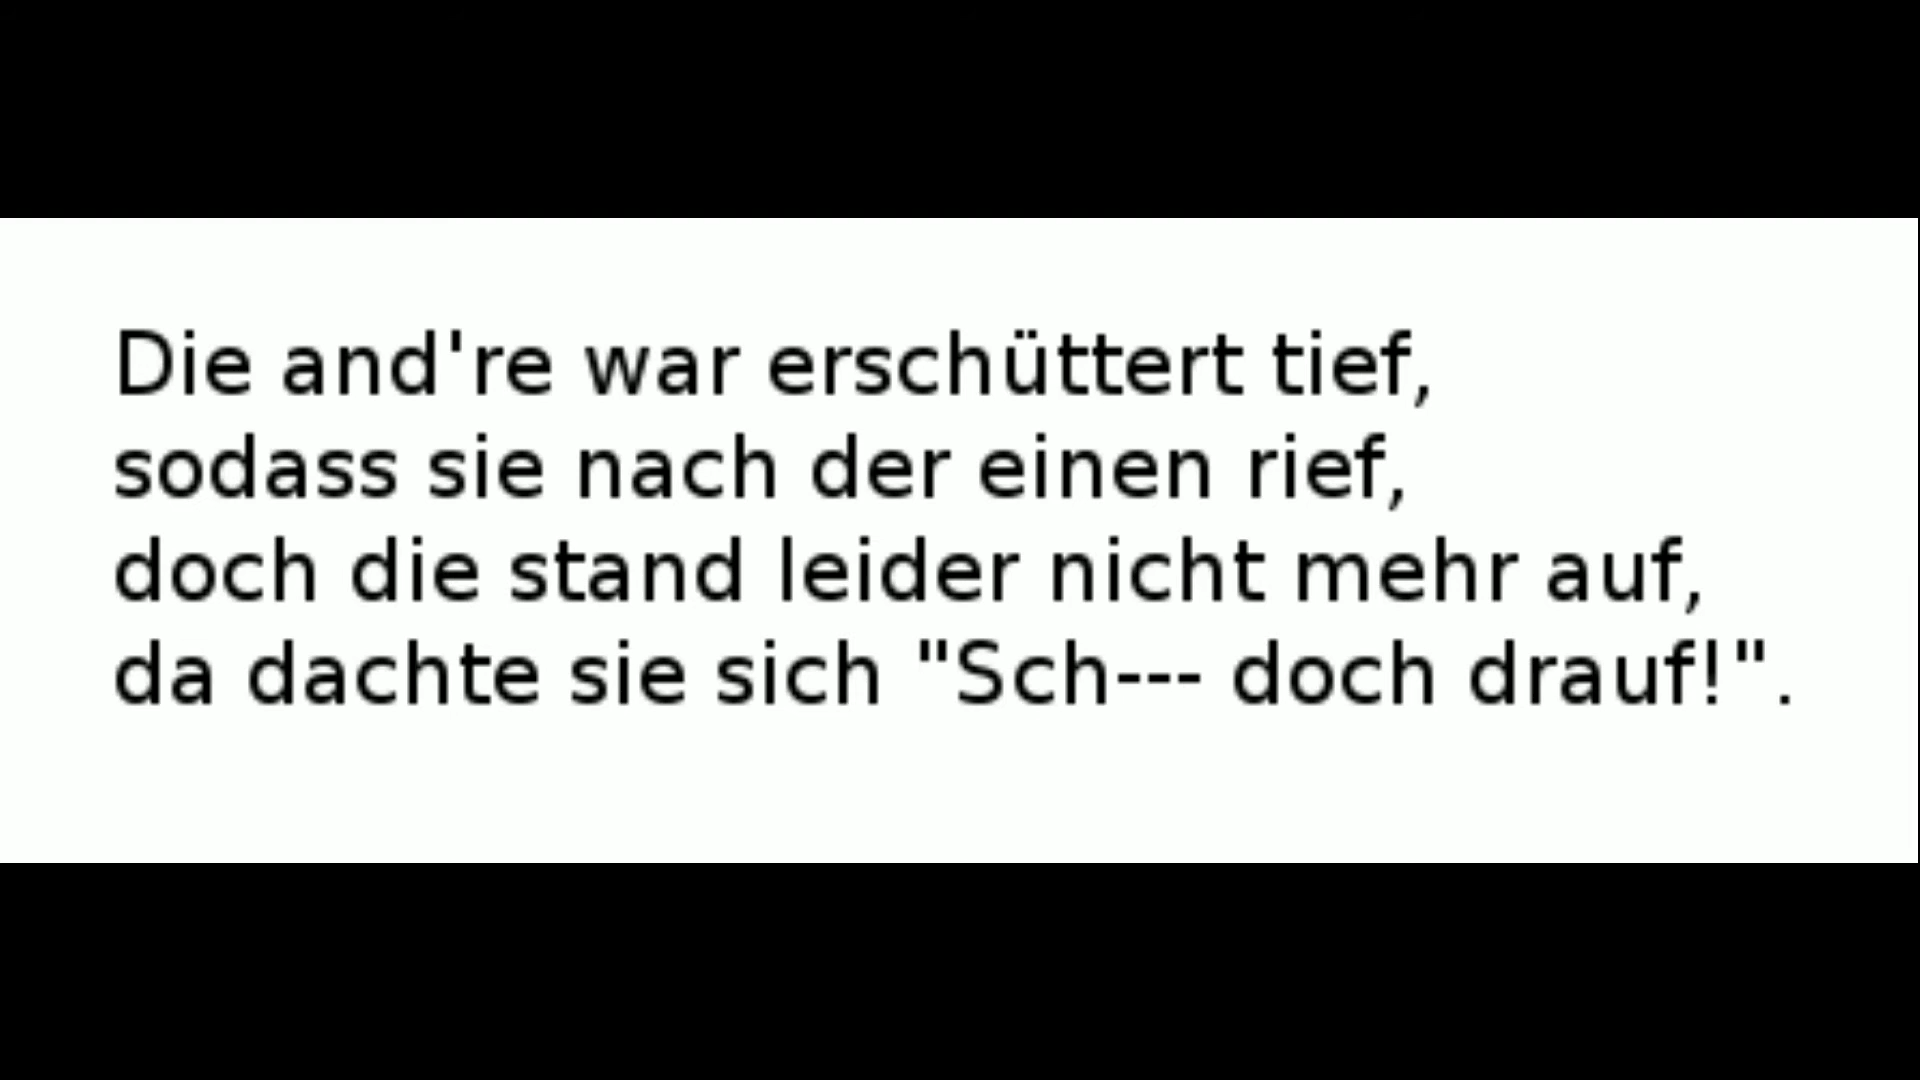 Die and're war erschüttert tief,
sodass sie nach der einen rief,
doch die stand leider nicht mehr auf,
da dachte sie sich "Sch--- doch drauf!".